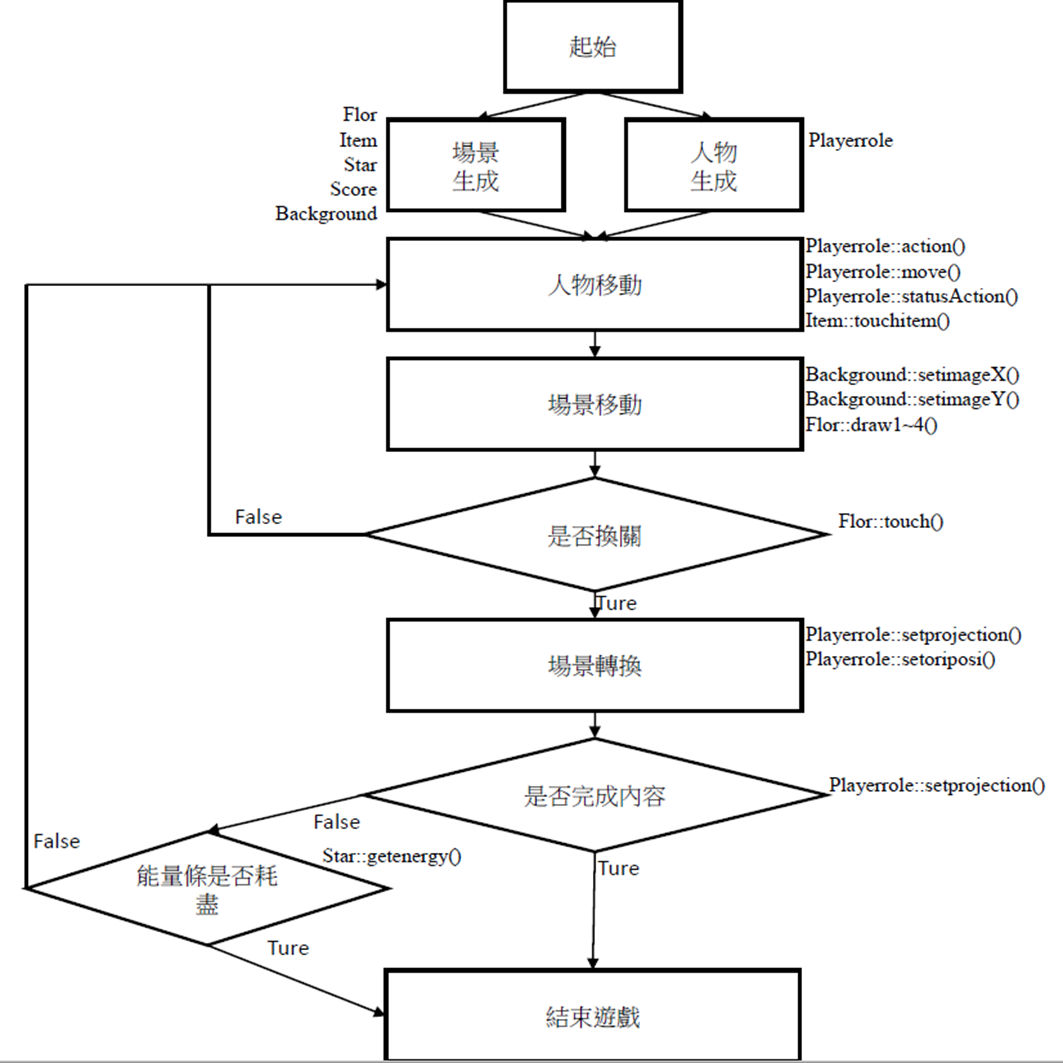 起始
Flor
Item
Star
Score
Background
場景
生成
人物
生成
Playerrole
人物移動
Playerrole::action()
Playerrole::move()
Playerrole::statusAction()
Item::touchitem()
場景移動
Background::setimageX()
Background::setimageY()
Flor::draw1~4()
False
是否換關
Flor::touch()
Ture
場景轉換
Playerrole::setprojection()
Playerrole::setoriposi()
是否完成內容
Playerrole::setprojection()
False
False
Star::getenergy()
能量條是否耗
盡
Ture
Ture
結束遊戲